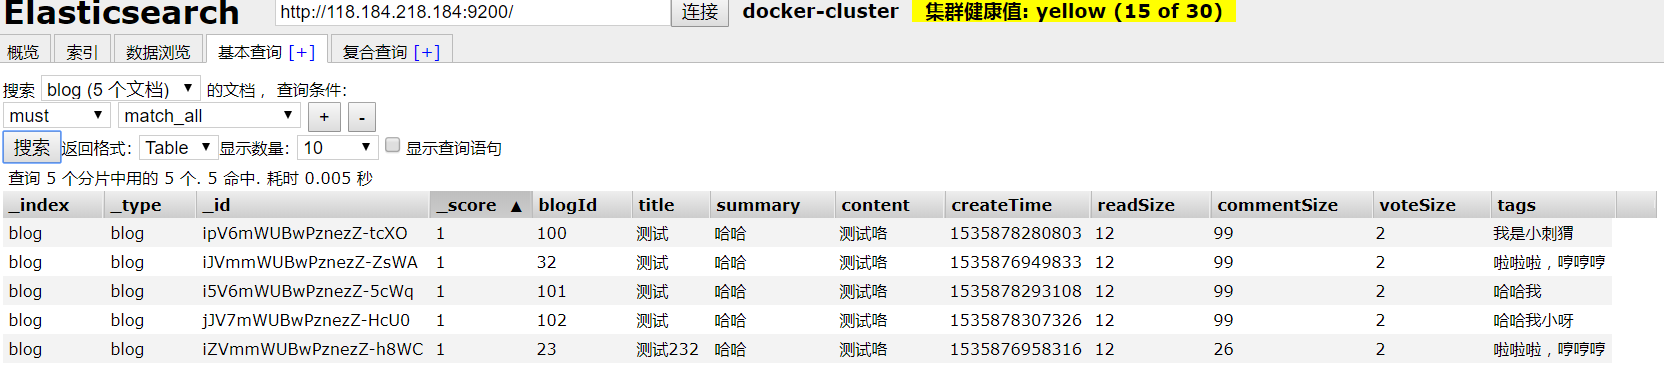 Elasticsearch http://118.184.218.184:9200/ 连接 docker-cluster 集群健康值: yellow (15 of 30)
概览 索引 数据浏览 基本查询 [+] 复合查询 [+]
搜索 blog (5 个文档) ▼ 的文档， 查询条件:
must ▼ match_all ▼ + -
搜索 返回格式: Table ▼ 显示数量: 10 ▼ 显示查询语句
查询 5 个分片中用的 5 个. 5 命中. 耗时 0.005 秒
_index _type _id _score ▲ blogId title summary content createTime readSize commentSize voteSize tags
blog blog ipV6mWUBwPznezZ-tcXO 1 100 测试 哈哈 测试咯 1535878280803 12 99 2 我是小刺猬
blog blog iJVmmWUBwPznezZ-ZsWA 1 32 测试 哈哈 测试咯 1535876949833 12 99 2 啦啦啦，哼哼哼
blog blog i5V6mWUBwPznezZ-5cWq 1 101 测试 哈哈 测试咯 1535878293108 12 99 2 哈哈我
blog blog jJV7mWUBwPznezZ-HcU0 1 102 测试 哈哈 测试咯 1535878307326 12 99 2 哈哈我小呀
blog blog iZVmmWUBwPznezZ-h8WC 1 23 测试232 哈哈 测试咯 1535876958316 12 26 2 啦啦啦，哼哼哼